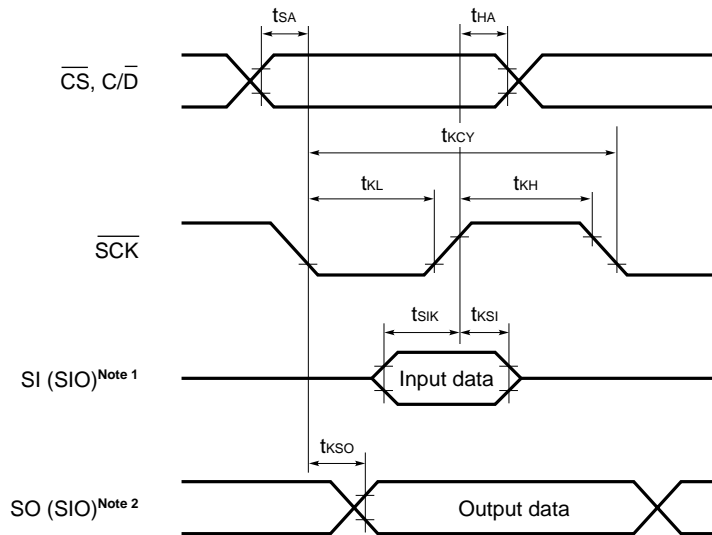 tSA tHA
CS, C/D
tKCY
tKL tKH
SCK
tSIK tKSI
SI (SIO)Note 1 Input data
tKSO
SO (SIO)Note 2 Output data